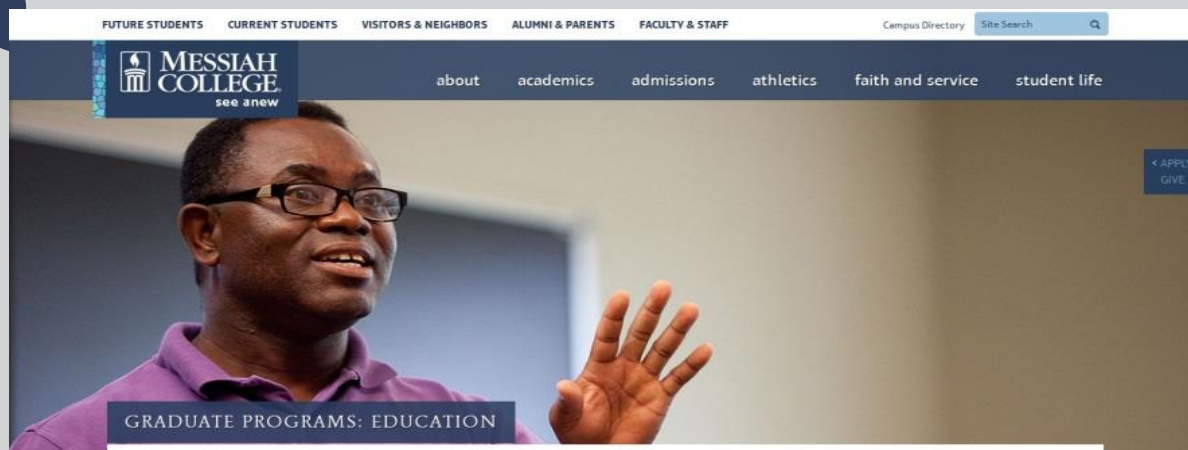 FUTURE STUDENTS CURRENT STUDENTS VISITORS & NEIGHBORS ALUMNI & PARENTS FACULTY & STAFF Campus Directory Site Search
MESSIAH
COLLEGE
see anew
about academics admissions athletics faith and service student life
< APPLY
GIVE
GRADUATE PROGRAMS: EDUCATION